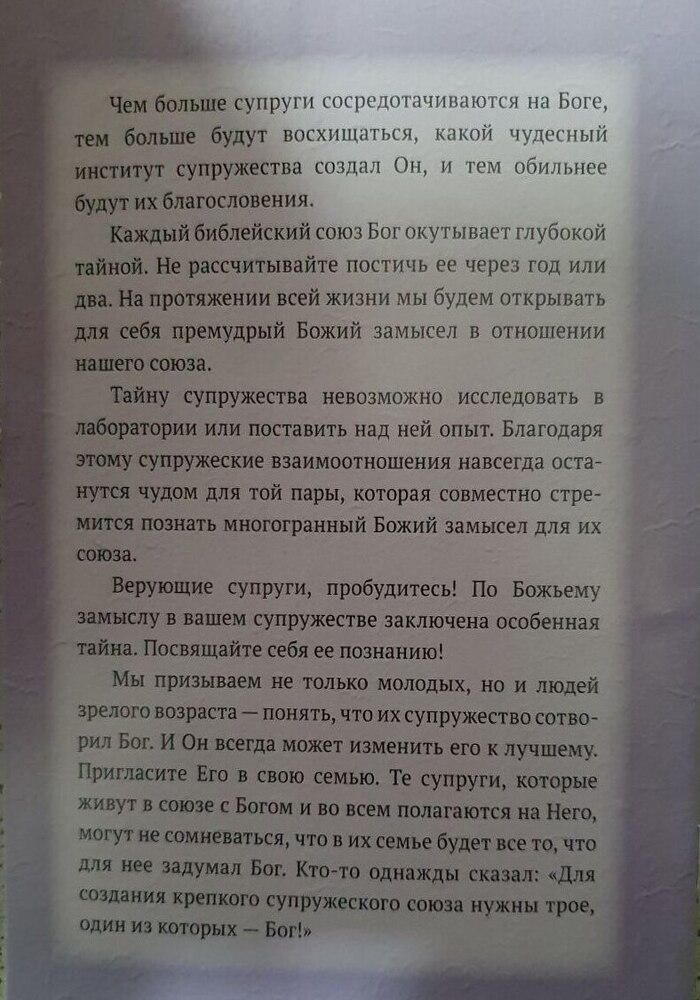 Чем больше супруги сосредотачиваются на Боге,
тем больше будут восхищаться, какой чудесный
институт супружества создал Он, и тем обильнее
будут их благословения.
Каждый библейский союз Бог окутывает глубокой
тайной. Не рассчитывайте постичь ее через год или
два. На протяжении всей жизни мы будем открывать
для себя премудрый Божий замысел в отношении
нашего союза.
Тайну супружества невозможно исследовать в
лаборатории или поставить над ней опыт. Благодаря
этому супружеские взаимоотношения навсегда оста-
нутся чудом для той пары, которая совместно стре-
мится познать многогранный Божий замысел для их
союза.
Верующие супруги, пробудитесь! По Божьему
замыслу в вашем супружестве заключена особенная
тайна. Посвящайте себя ее познанию!
Мы призываем не только молодых, но и людей
зрелого возраста — понять, что их супружество сотво-
рил Бог. И Он всегда может изменить его к лучшему.
Пригласите Его в свою семью. Те супруги, которые
живут в союзе с Богом и во всем полагаются на Него,
могут не сомневаться, что в их семье будет все то, что
для нее задумал Бог. Кто-то однажды сказал: «Для
создания крепкого супружеского союза нужны трое,
один из которых — Бог!»